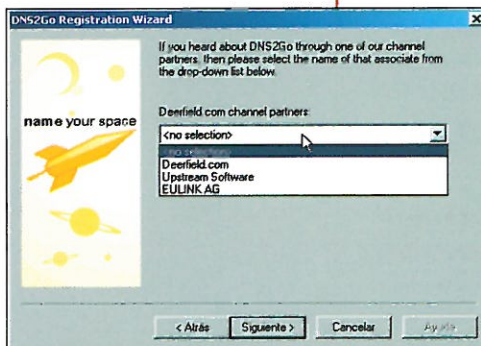 DNS2Go Registration Wizard
If you heard about DNS2Go through one of our channel
partners, then please select the name of that associate from
the drop-down list below.
name your space
Deerfield.com channel partners:
<no selection>
<no selection>
Deerfield.com
Upstream Software
EULINK AG
< Atrás
Siguiente >
Cancelar
Ayuda